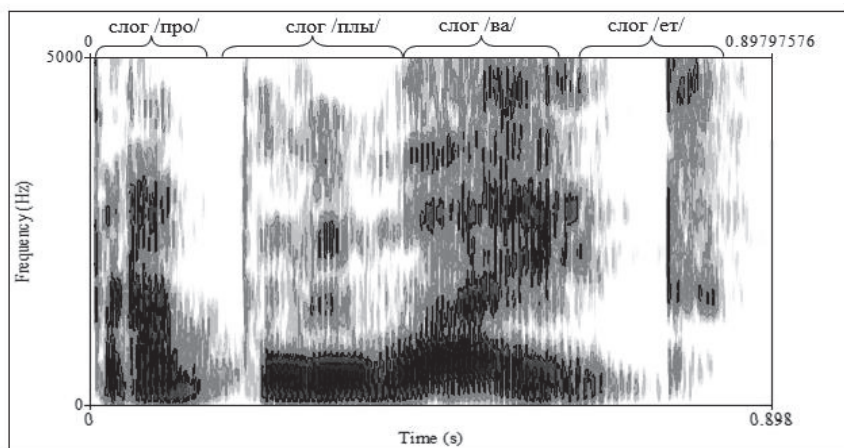 слог /про/ слог /плы/ слог /ва/ слог /ет/
0 0.89797576
5000
Frequency (Hz)
0
0 0.898
Time (s)